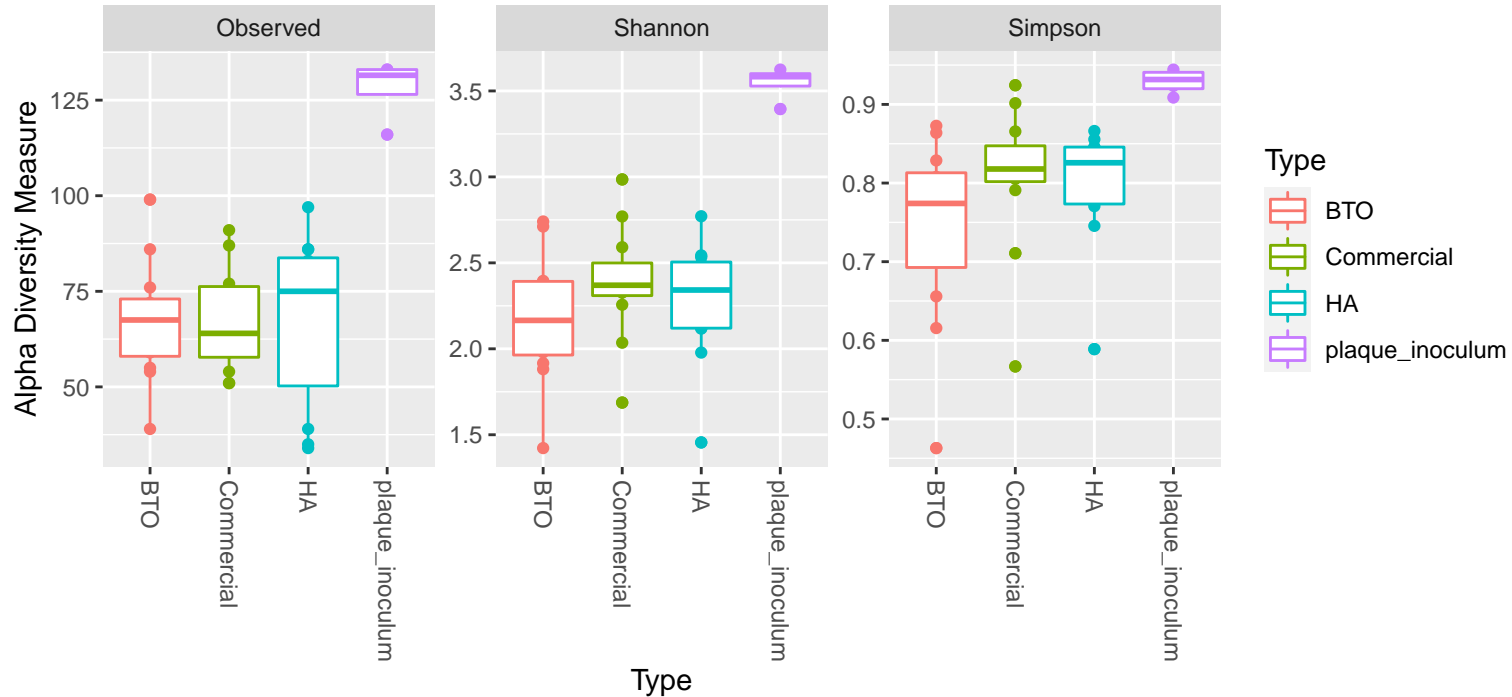 Observed
Shannon
Simpson
Alpha Diversity Measure
125
100
75
50
3.5
3.0
2.5
2.0
1.5
0.9
0.8
0.7
0.6
0.5
BTO
Commercial
HA
plaque_inoculum
BTO
Commercial
HA
plaque_inoculum
BTO
Commercial
HA
plaque_inoculum
Type
Type
BTO
Commercial
HA
plaque_inoculum